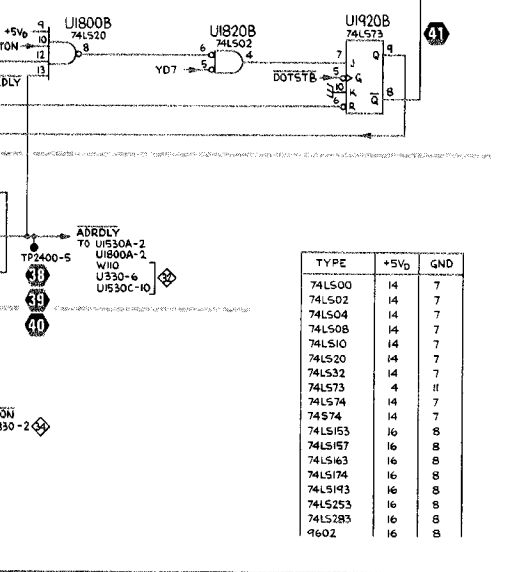 U1800B
74LS20
+5VD
9
10
12
13
8
U1820B
74LS02
6
5
4
YD7
U1920B
74LS73
7
J
Q
9
DOTSTB
5
G
10
K
6
R
Q
8
41
TON
DLY
TP2400-5
38
39
40
ADRDLY
TO U1530A-2
U1800A-2
W110
U330-6
U1530C-10
32
ON
330-2
34
TYPE +5VD GND
74LS00 14 7
74LS02 14 7
74LS04 14 7
74LS08 14 7
74LS10 14 7
74LS20 14 7
74LS32 14 7
74LS73 4 11
74LS74 14 7
74S74 14 7
74LS153 16 8
74LS157 16 8
74LS163 16 8
74LS174 16 8
74LS193 16 8
74LS253 16 8
74LS283 16 8
9602 16 8